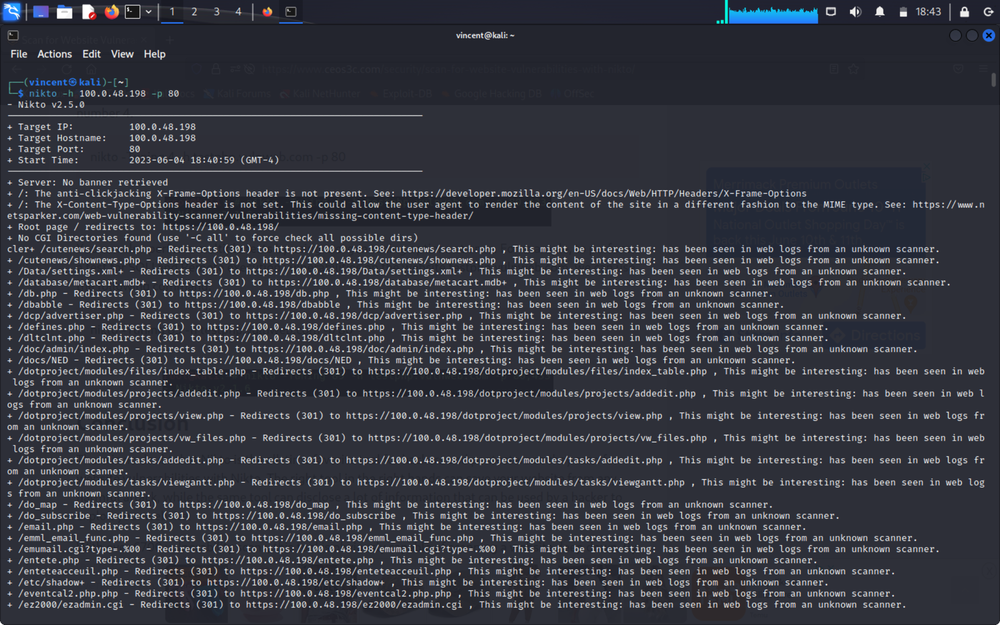 1 2 3 4 18:43
Scan for Website Vulner
vincent@kali: ~
File Actions Edit View Help
https://www.ceos3c.com/security/scan-for-website-vulnerabilities-with-nikto/
┌──(vincent㉿kali)-[~]
└─$ nikto -h 100.0.48.198 -p 80
Kali Forums Kali NetHunter Exploit-DB Google Hacking DB OffSec
- Nikto v2.5.0
number 4.
+ Target IP: 100.0.48.198
+ Target Hostname: 100.0.48.198
+ Target Port: 80
+ Start Time: 2023-06-04 18:40:59 (GMT-4)
+ Server: No banner retrieved
+ /: The anti-clickjacking X-Frame-Options header is not present. See: https://developer.mozilla.org/en-US/docs/Web/HTTP/Headers/X-Frame-Options
+ /: The X-Content-Type-Options header is not set. This could allow the user agent to render the content of the site in a different fashion to the MIME type. See: https://www.n
etsparker.com/web-vulnerability-scanner/vulnerabilities/missing-content-type-header/
+ Root page / redirects to: https://100.0.48.198/
+ No CGI Directories found (use '-C all' to force check all possible dirs)
cler+ /cutenews/search.php - Redirects (301) to https://100.0.48.198/cutenews/search.php , This might be interesting: has been seen in web logs from an unknown scanner.
+ /cutenews/shownews.php - Redirects (301) to https://100.0.48.198/cutenews/shownews.php , This might be interesting: has been seen in web logs from an unknown scanner.
+ /Data/settings.xml+ - Redirects (301) to https://100.0.48.198/Data/settings.xml+ , This might be interesting: has been seen in web logs from an unknown scanner.
+ /database/metacart.mdb+ - Redirects (301) to https://100.0.48.198/database/metacart.mdb+ , This might be interesting: has been seen in web logs from an unknown scanner.
+ /db.php - Redirects (301) to https://100.0.48.198/db.php , This might be interesting: has been seen in web logs from an unknown scanner.
+ /dbabble - Redirects (301) to https://100.0.48.198/dbabble , This might be interesting: has been seen in web logs from an unknown scanner.
+ /dcp/advertiser.php - Redirects (301) to https://100.0.48.198/dcp/advertiser.php , This might be interesting: has been seen in web logs from an unknown scanner.
+ /defines.php - Redirects (301) to https://100.0.48.198/defines.php , This might be interesting: has been seen in web logs from an unknown scanner.
+ /dltclnt.php - Redirects (301) to https://100.0.48.198/dltclnt.php , This might be interesting: has been seen in web logs from an unknown scanner.
+ /doc/admin/index.php - Redirects (301) to https://100.0.48.198/doc/admin/index.php , This might be interesting: has been seen in web logs from an unknown scanner.
+ /docs/NED - Redirects (301) to https://100.0.48.198/docs/NED , This might be interesting: has been seen in web logs from an unknown scanner.
+ /dotproject/modules/files/index_table.php - Redirects (301) to https://100.0.48.198/dotproject/modules/files/index_table.php , This might be interesting: has been seen in web
logs from an unknown scanner.
+ /dotproject/modules/projects/addedit.php - Redirects (301) to https://100.0.48.198/dotproject/modules/projects/addedit.php , This might be interesting: has been seen in web l
ogs from an unknown scanner.
+ /dotproject/modules/projects/view.php - Redirects (301) to https://100.0.48.198/dotproject/modules/projects/view.php , This might be interesting: has been seen in web logs fr
om an unknown scanner.
+ /dotproject/modules/projects/vw_files.php - Redirects (301) to https://100.0.48.198/dotproject/modules/projects/vw_files.php , This might be interesting: has been seen in web
logs from an unknown scanner.
+ /dotproject/modules/tasks/addedit.php - Redirects (301) to https://100.0.48.198/dotproject/modules/tasks/addedit.php , This might be interesting: has been seen in web logs fr
om an unknown scanner.
+ /dotproject/modules/tasks/viewgantt.php - Redirects (301) to https://100.0.48.198/dotproject/modules/tasks/viewgantt.php , This might be interesting: has been seen in web log
s from an unknown scanner.
+ /do_map - Redirects (301) to https://100.0.48.198/do_map , This might be interesting: has been seen in web logs from an unknown scanner.
+ /do_subscribe - Redirects (301) to https://100.0.48.198/do_subscribe , This might be interesting: has been seen in web logs from an unknown scanner.
+ /email.php - Redirects (301) to https://100.0.48.198/email.php , This might be interesting: has been seen in web logs from an unknown scanner.
+ /emml_email_func.php - Redirects (301) to https://100.0.48.198/emml_email_func.php , This might be interesting: has been seen in web logs from an unknown scanner.
+ /emumail.cgi?type=.%00 - Redirects (301) to https://100.0.48.198/emumail.cgi?type=.%00 , This might be interesting: has been seen in web logs from an unknown scanner.
+ /entete.php - Redirects (301) to https://100.0.48.198/entete.php , This might be interesting: has been seen in web logs from an unknown scanner.
+ /enteteacceuil.php - Redirects (301) to https://100.0.48.198/enteteacceuil.php , This might be interesting: has been seen in web logs from an unknown scanner.
+ /etc/shadow+ - Redirects (301) to https://100.0.48.198/etc/shadow+ , This might be interesting: has been seen in web logs from an unknown scanner.
+ /eventcal2.php.php - Redirects (301) to https://100.0.48.198/eventcal2.php.php , This might be interesting: has been seen in web logs from an unknown scanner.
+ /ez2000/ezadmin.cgi - Redirects (301) to https://100.0.48.198/ez2000/ezadmin.cgi , This might be interesting: has been seen in web logs from an unknown scanner.
Merrimack Premium Outlets
National Outlet Shopping Day™ is
back this June 10th & 11th
Directions